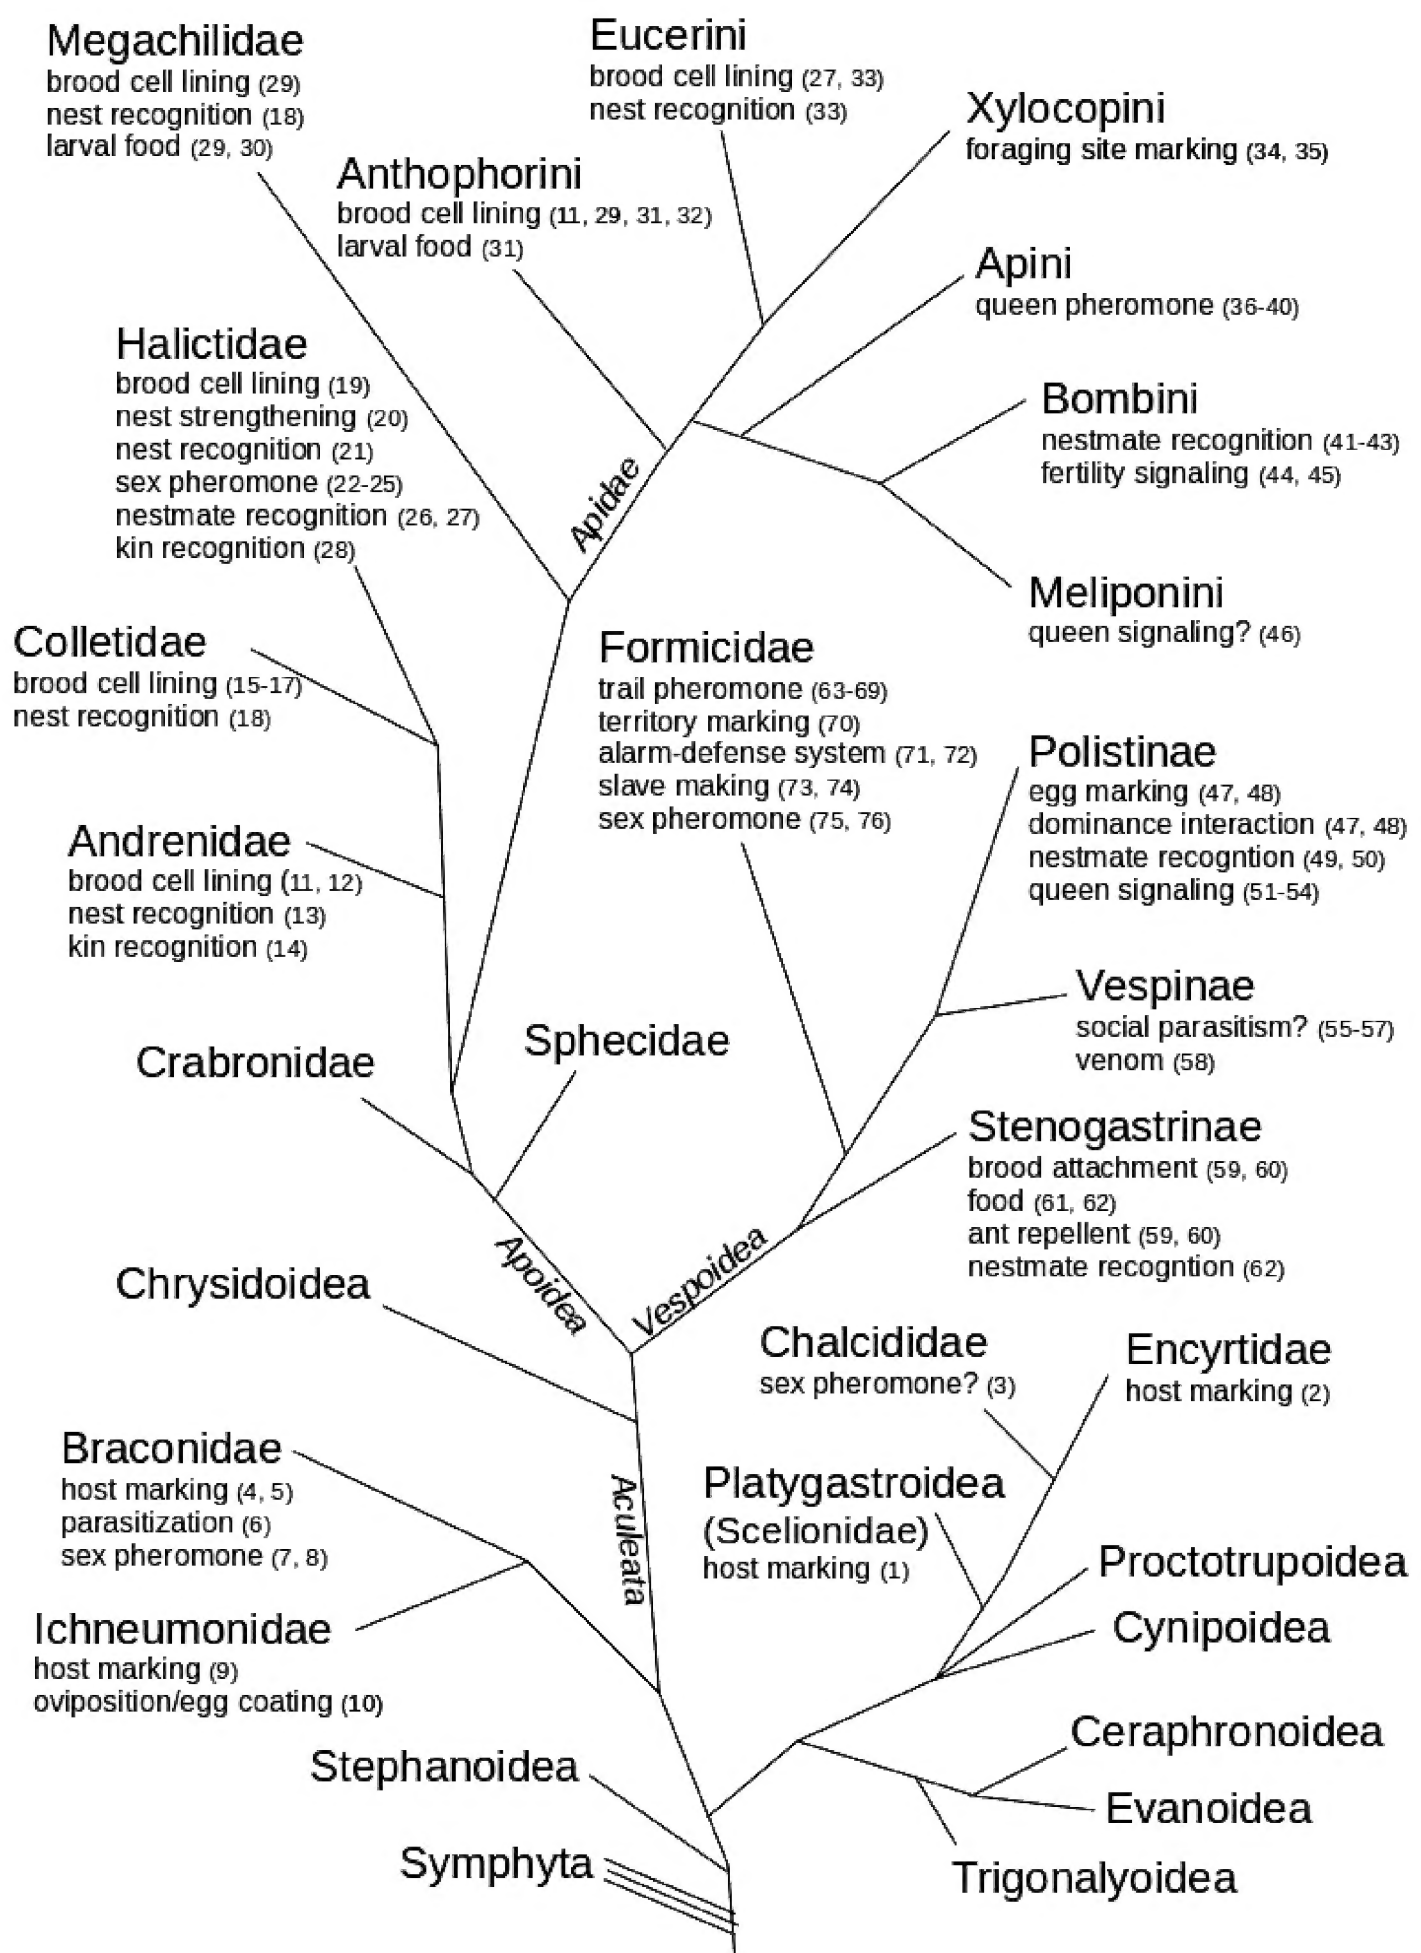 Megachilidae
brood cell lining (29)
nest recognition (18)
larval food (29, 30)
Eucerini
brood cell lining (27, 33)
nest recognition (33)
Xylocopini
foraging site marking (34, 35)
Anthophorini
brood cell lining (11, 29, 31, 32)
larval food (31)
Apini
queen pheromone (36-40)
Halictidae
brood cell lining (19)
nest strengthening (20)
nest recognition (21)
sex pheromone (22-25)
nestmate recognition (26, 27)
kin recognition (28)
Bombini
nestmate recognition (41-43)
fertility signaling (44, 45)
Apidae
Meliponini
queen signaling? (46)
Colletidae
brood cell lining (15-17)
nest recognition (18)
Formicidae
trail pheromone (63-69)
territory marking (70)
alarm-defense system (71, 72)
slave making (73, 74)
sex pheromone (75, 76)
Polistinae
egg marking (47, 48)
dominance interaction (47, 48)
nestmate recogntion (49, 50)
queen signaling (51-54)
Andrenidae
brood cell lining (11, 12)
nest recognition (13)
kin recognition (14)
Vespinae
social parasitism? (55-57)
venom (58)
Crabronidae
Sphecidae
Stenogastrinae
brood attachment (59, 60)
food (61, 62)
ant repellent (59, 60)
nestmate recogntion (62)
Apoidea
Vespoidea
Chrysidoidea
Chalcididae
sex pheromone? (3)
Encyrtidae
host marking (2)
Braconidae
host marking (4, 5)
parasitization (6)
sex pheromone (7, 8)
Aculeata
Platygastroidea
(Scelionidae)
host marking (1)
Proctotrupoidea
Cynipoidea
Ichneumonidae
host marking (9)
oviposition/egg coating (10)
Ceraphronoidea
Stephanoidea
Evanoidea
Symphyta
Trigonalyoidea